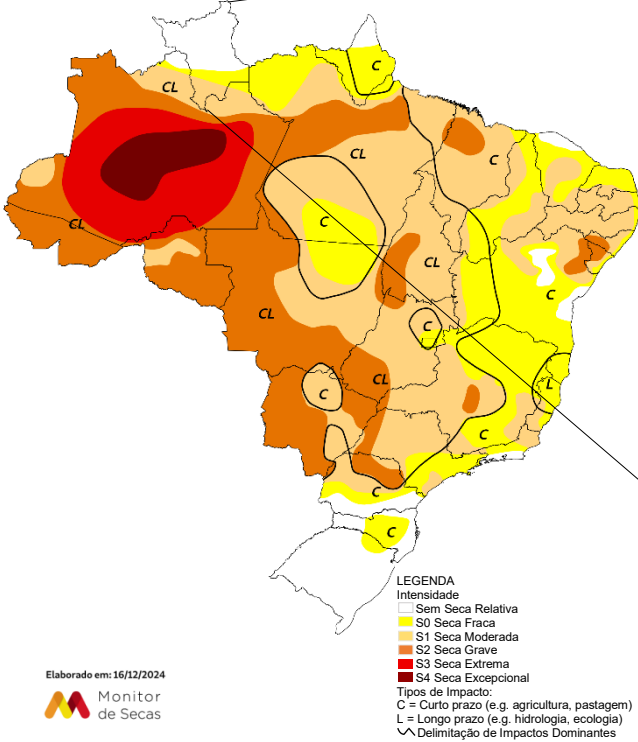 C
CL
CL
C
C
CL
CL
C
CL
C
CL
C
L
C
C
C
LEGENDA
Intensidade
Sem Seca Relativa
S0 Seca Fraca
S1 Seca Moderada
S2 Seca Grave
S3 Seca Extrema
S4 Seca Excepcional
Tipos de Impacto:
C = Curto prazo (e.g. agricultura, pastagem)
L = Longo prazo (e.g. hidrologia, ecologia)
Delimitação de Impactos Dominantes
Elaborado em: 16/12/2024
Monitor
de Secas